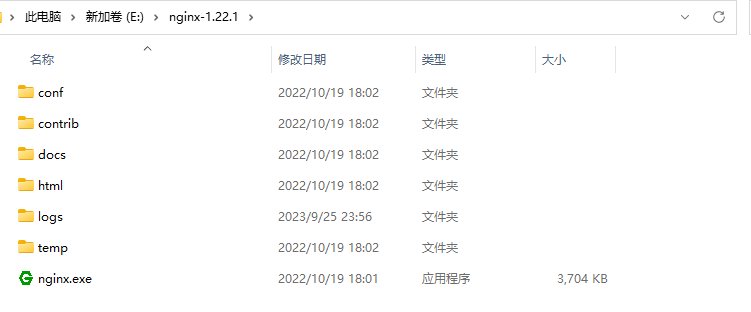 此电脑 新加卷 (E:) nginx-1.22.1
名称 修改日期 类型 大小
conf 2022/10/19 18:02 文件夹
contrib 2022/10/19 18:02 文件夹
docs 2022/10/19 18:02 文件夹
html 2022/10/19 18:02 文件夹
logs 2023/9/25 23:56 文件夹
temp 2022/10/19 18:02 文件夹
nginx.exe 2022/10/19 18:01 应用程序 3,704 KB